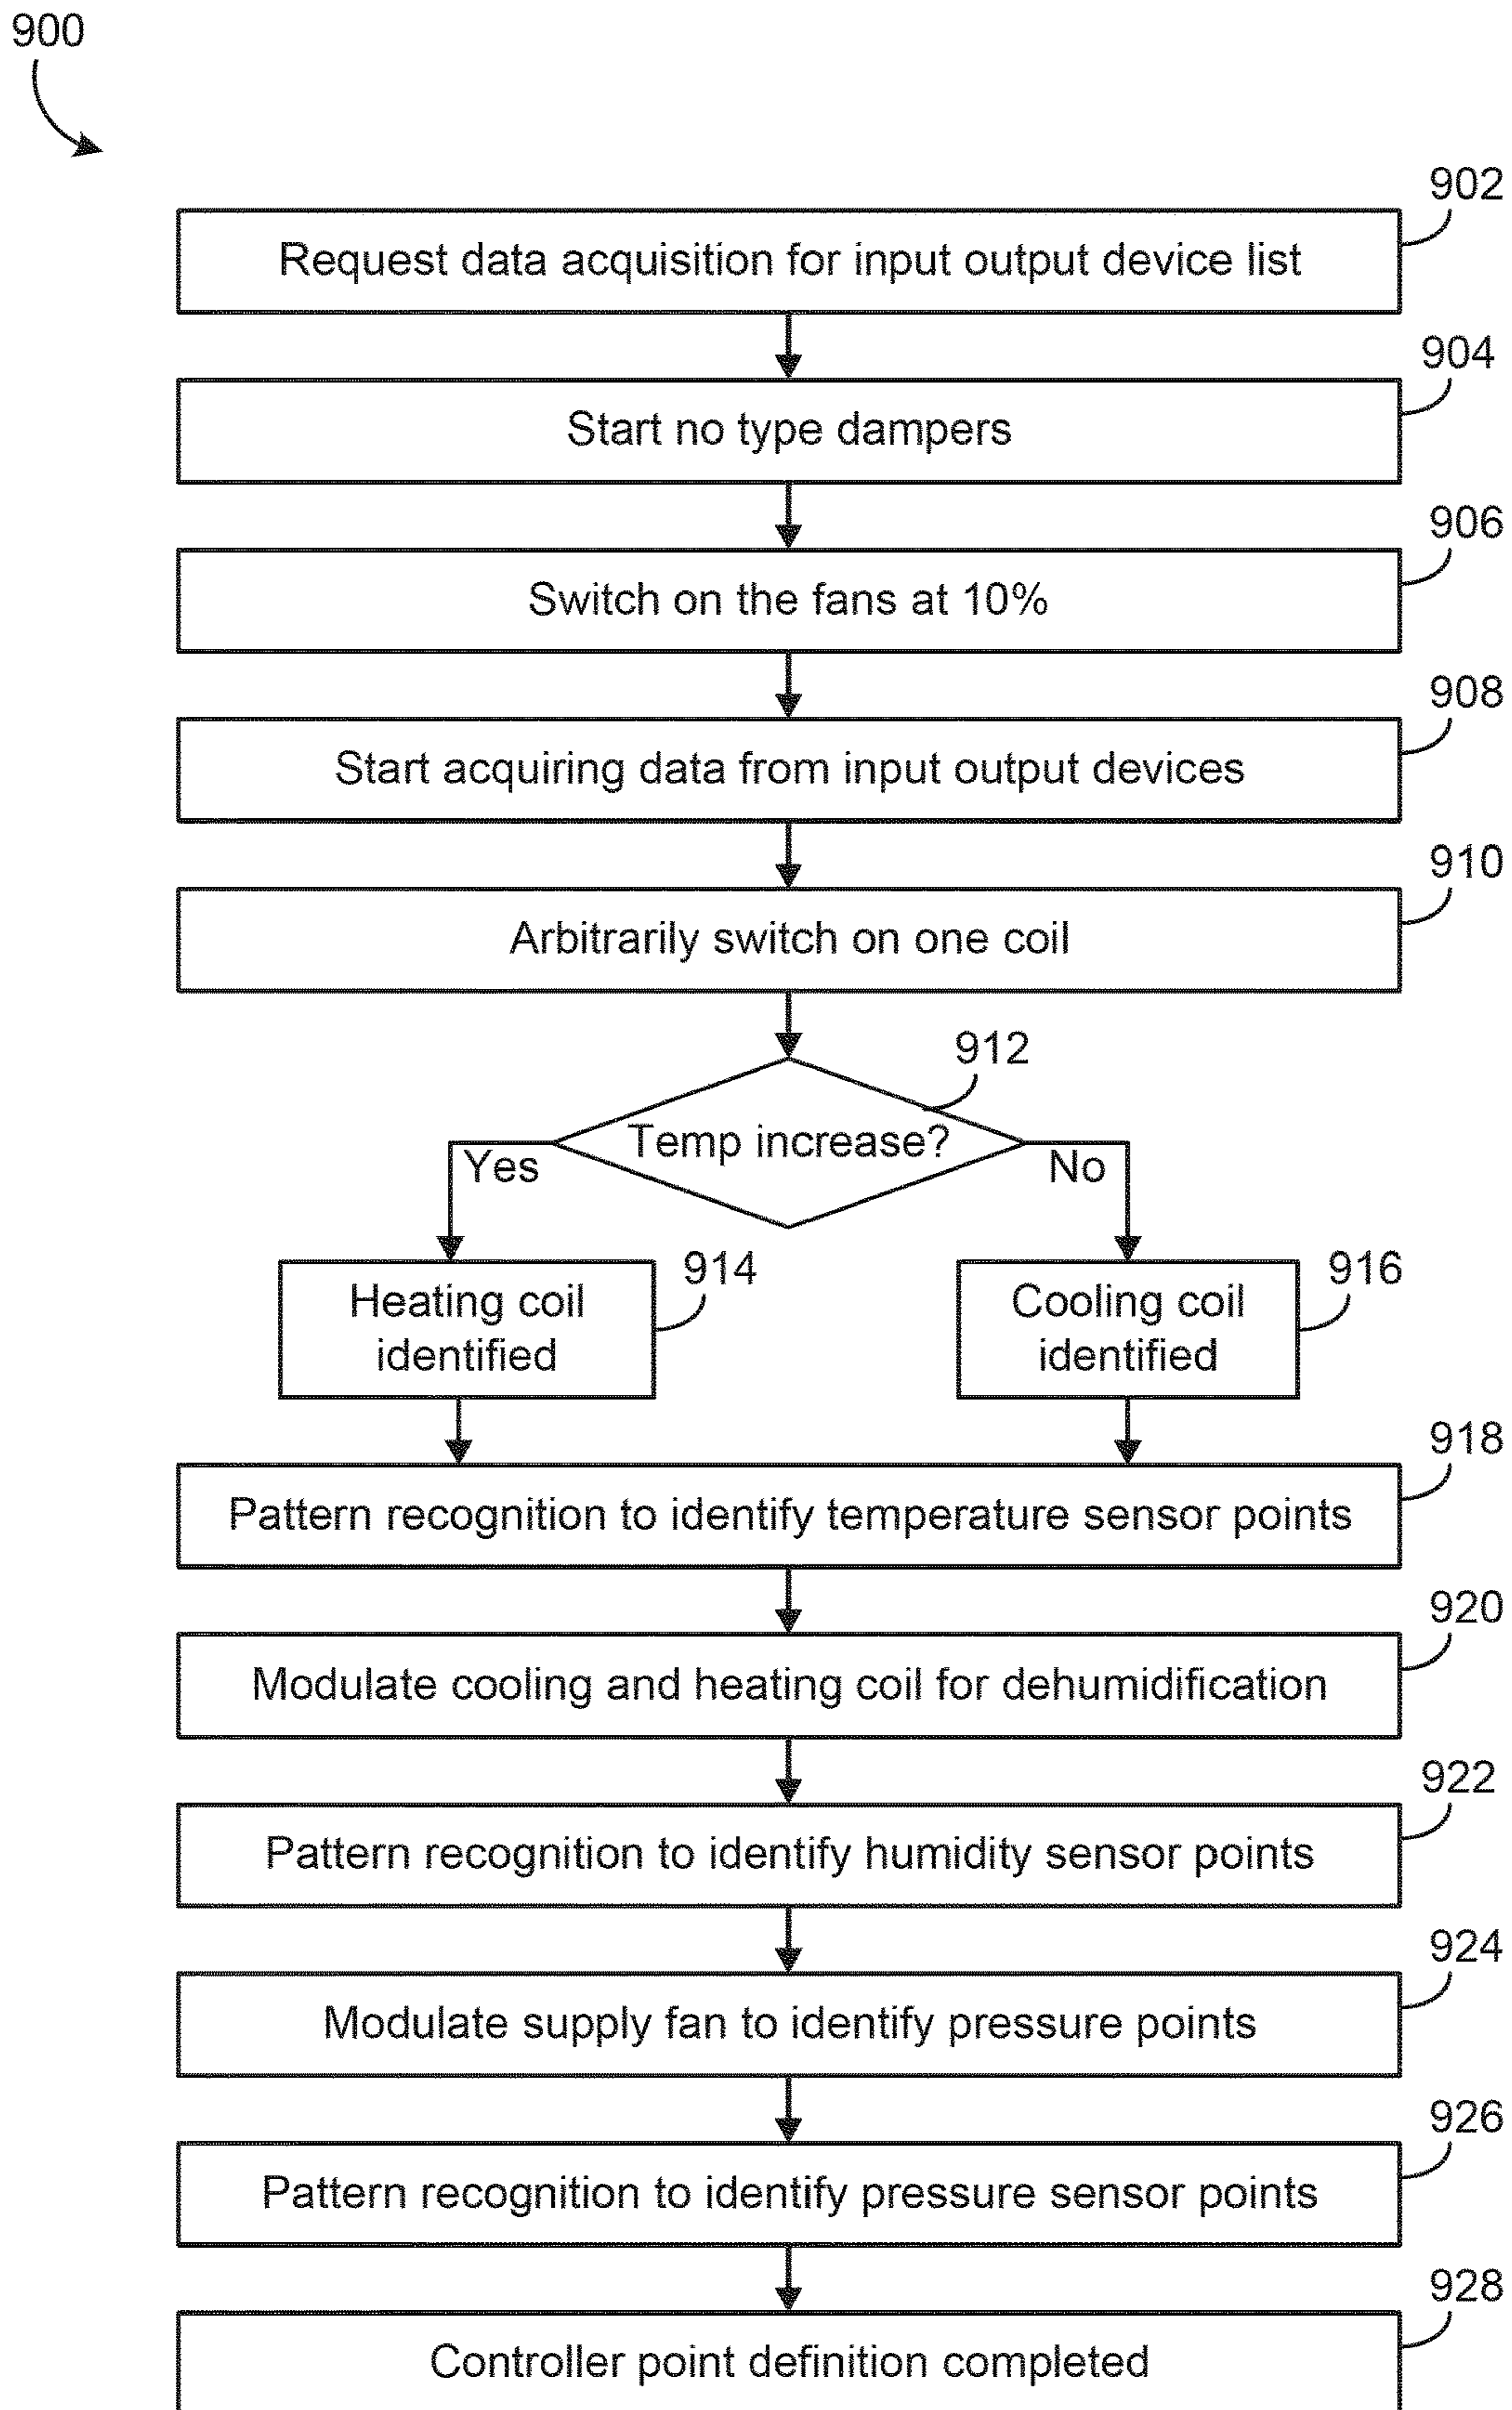 900
902
Request data acquisition for input output device list
904
Start no type dampers
906
Switch on the fans at 10%
908
Start acquiring data from input output devices
910
Arbitrarily switch on one coil
912
Temp increase?
Yes
No
914
Heating coil
identified
916
Cooling coil
identified
918
Pattern recognition to identify temperature sensor points
920
Modulate cooling and heating coil for dehumidification
922
Pattern recognition to identify humidity sensor points
924
Modulate supply fan to identify pressure points
926
Pattern recognition to identify pressure sensor points
928
Controller point definition completed